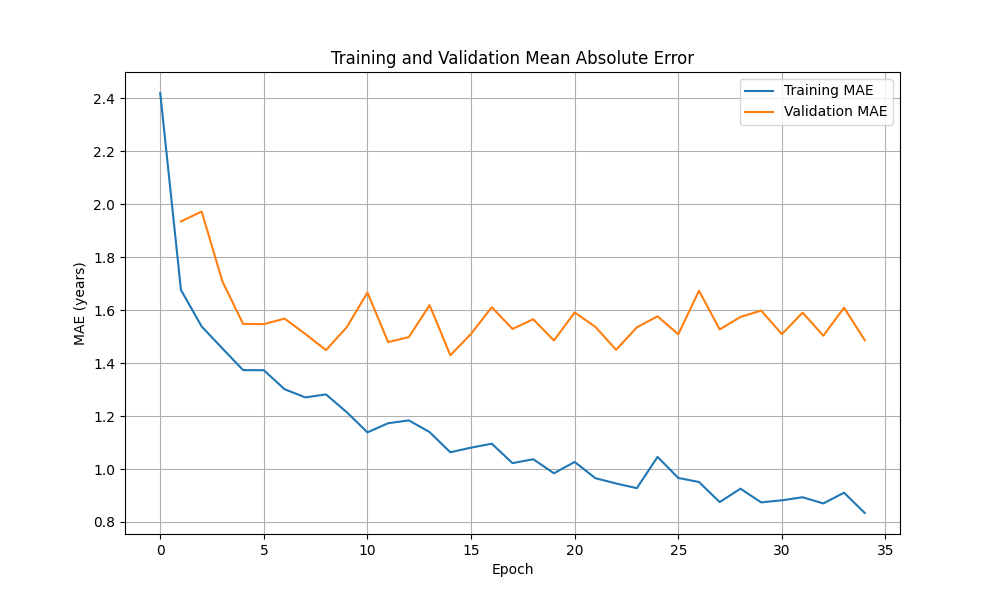 Training and Validation Mean Absolute Error
Training MAE
Validation MAE
2.4
2.2
2.0
1.8
1.6
1.4
1.2
1.0
0.8
MAE (years)
0 5 10 15 20 25 30 35
Epoch